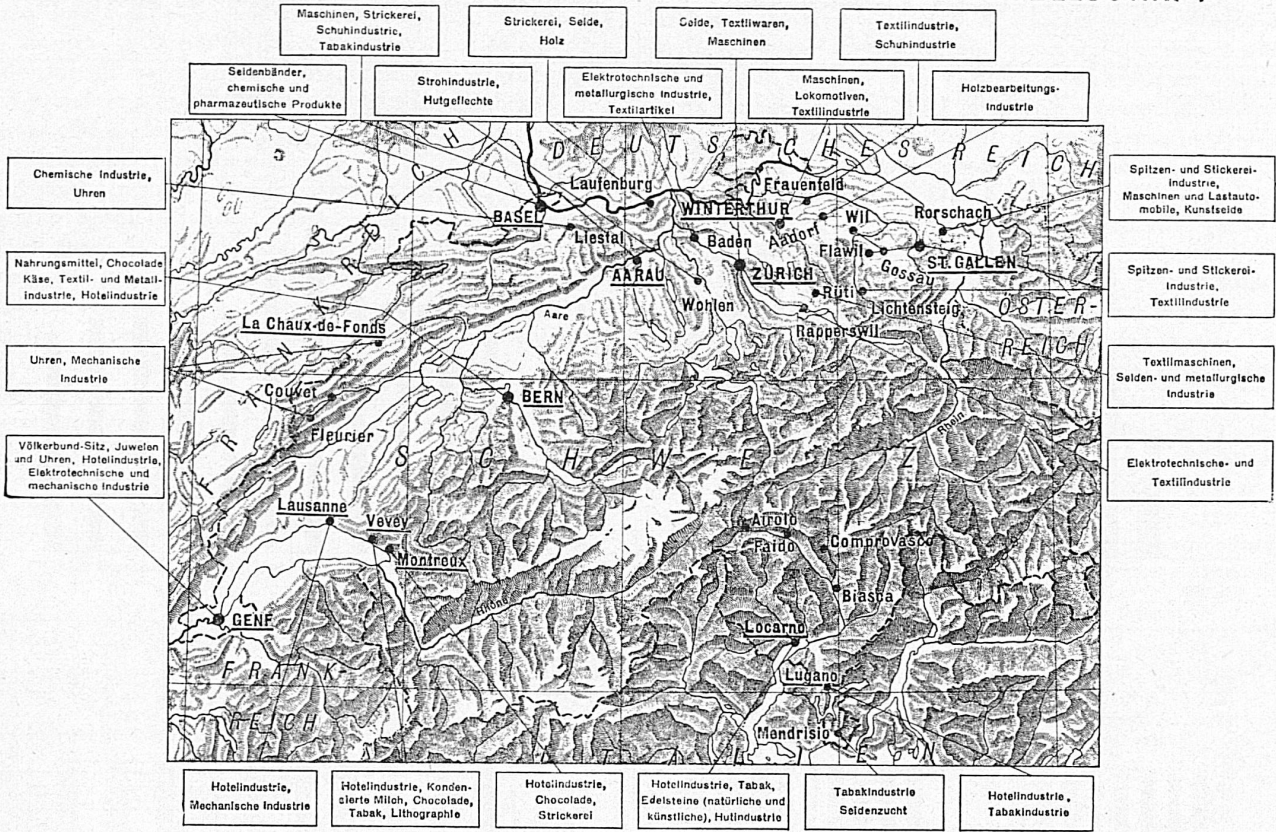 Maschinen, Strickerei,
Schuhindustrie,
Tabakindustrie
Strickerei, Seide,
Holz
Seide, Textilwaren,
Maschinen
Textilindustrie,
Schuhindustrie
Seidenbänder,
chemische und
pharmazeutische Produkte
Strohindustrie,
Hutgeflechte
Elektrotechnische und
metallurgische Industrie,
Textilartikel
Maschinen,
Lokomotiven,
Textilindustrie
Holzbearbeitungs-
Industrie
Chemische Industrie,
Uhren
Nahrungsmittel, Chocolade
Käse, Textil- und Metall-
industrie, Hotelindustrie
Uhren, Mechanische
Industrie
Völkerbund-Sitz, Juwelen
und Uhren, Hotelindustrie,
Elektrotechnische und
mechanische Industrie
Spitzen- und Stickerei-
Industrie,
Maschinen und Lastauto-
mobile, Kunstseide
Spitzen- und Stickerei-
Industrie,
Textilindustrie
Textilmaschinen,
Seiden- und metallurgische
Industrie
Elektrotechnische- und
Textilindustrie
DEUTSCHES REICH
Laufenburg
Frauenfeld
BASEL
WINTERTHUR
Wil
Rorschach
Liestal
Baden
Aadorf
Flawil
Gossau
ST. GALLEN
AARAU
ZÜRICH
Wohlen
Rüti
Lichtensteig
ÖSTER-
REICH
Rapperswil
La Chaux-de-Fonds
Aare
Couvet
BERN
Fleurier
FRANKREICH
Rhein
SCHWEIZ
Lausanne
Vevey
Montreux
Airolo
Faido
Comprovasco
Biasca
Rhone
GENF
Locarno
FRANK-
REICH
Lugano
Mendrisio
ITALIEN
Hotelindustrie,
Mechanische Industrie
Hotelindustrie, Konden-
sierte Milch, Chocolade,
Tabak, Lithographie
Hotelindustrie,
Chocolade,
Strickerei
Hotelindustrie, Tabak,
Edelsteine (natürliche und
künstliche), Hutindustrie
Tabakindustrie
Seidenzucht
Hotelindustrie,
Tabakindustrie